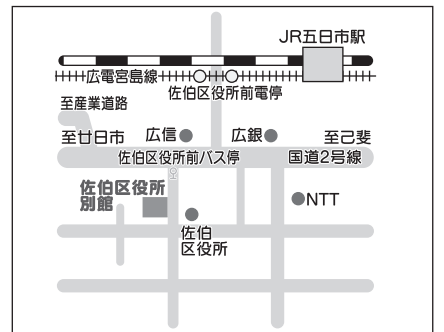 JR五日市駅
広電宮島線
佐伯区役所前電停
至産業道路
至廿日市
広信
広銀
至己斐
佐伯区役所前バス停
国道2号線
佐伯区役所
別館
NTT
佐伯
区役所